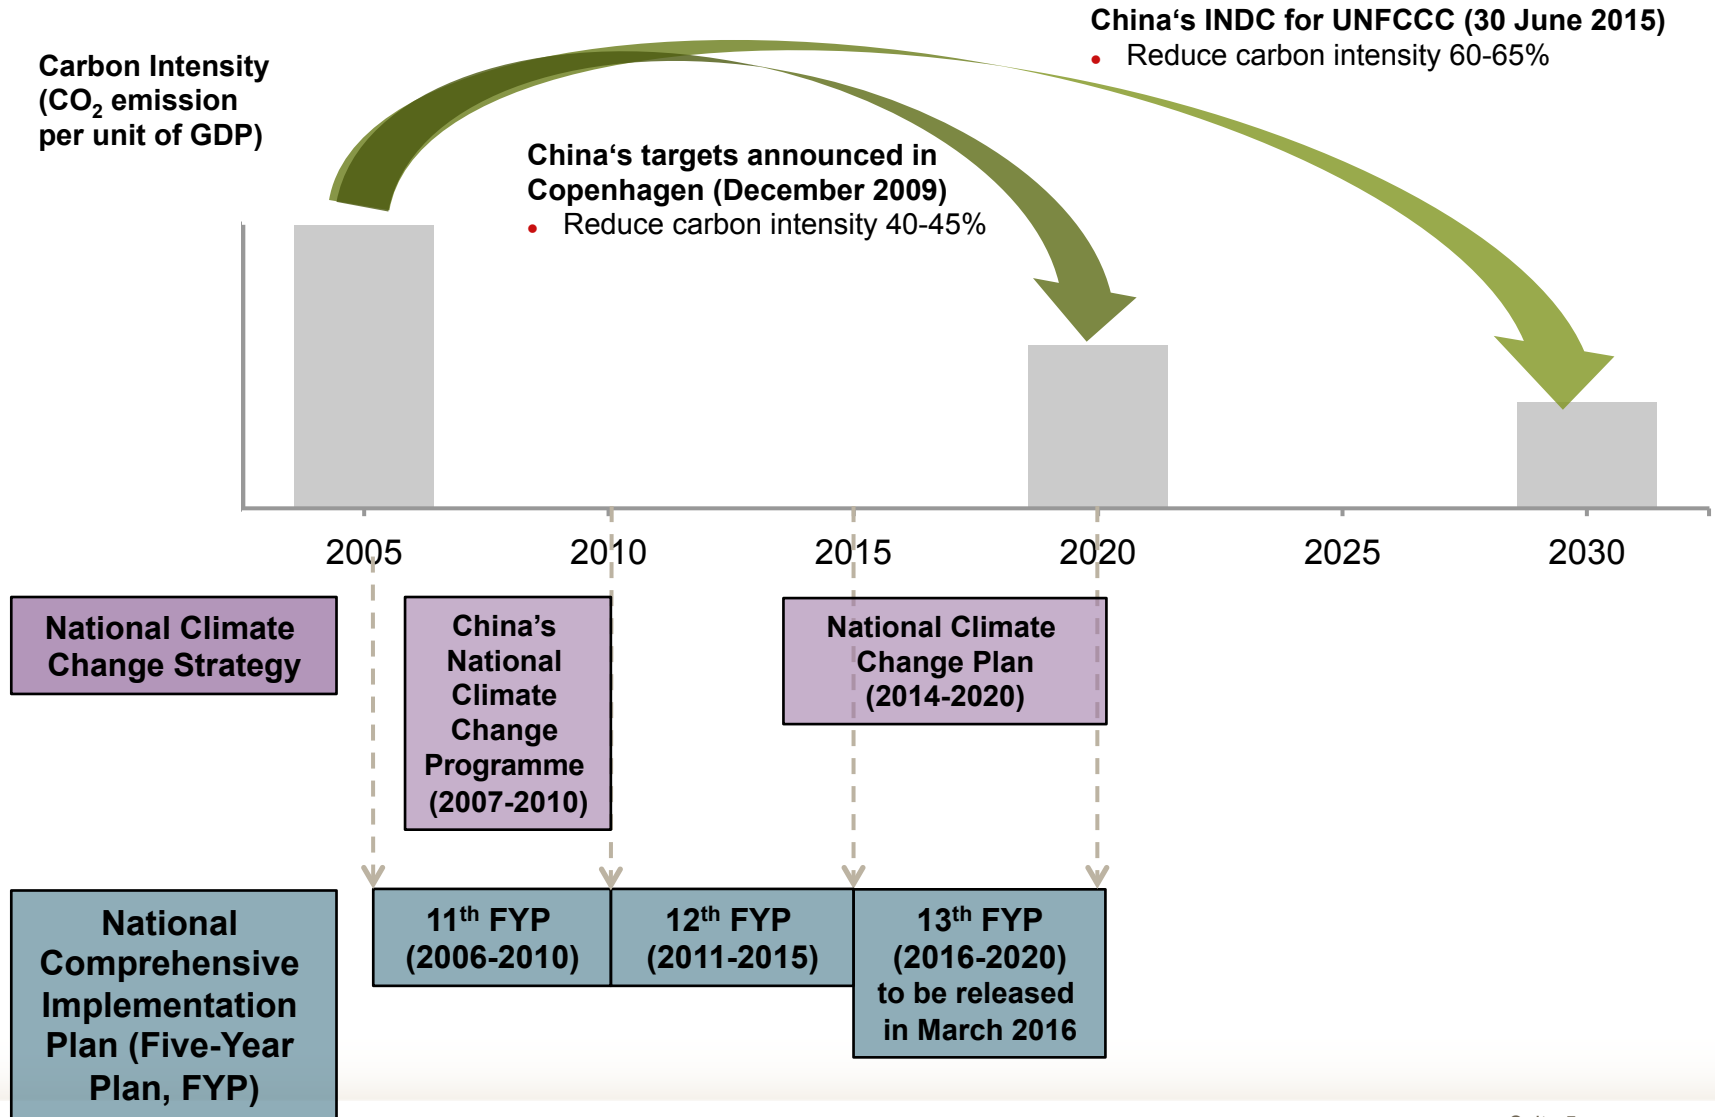 China‘s INDC for UNFCCC (30 June 2015)
• Reduce carbon intensity 60-65%
Carbon Intensity
(CO2 emission
per unit of GDP)
China‘s targets announced in
Copenhagen (December 2009)
• Reduce carbon intensity 40-45%
2005 2010 2015 2020 2025 2030
National Climate
Change Strategy
China’s
National
Climate
Change
Programme
(2007-2010)
National Climate
Change Plan
(2014-2020)
National
Comprehensive
Implementation
Plan (Five-Year
Plan, FYP)
11th FYP
(2006-2010)
12th FYP
(2011-2015)
13th FYP
(2016-2020)
to be released
in March 2016